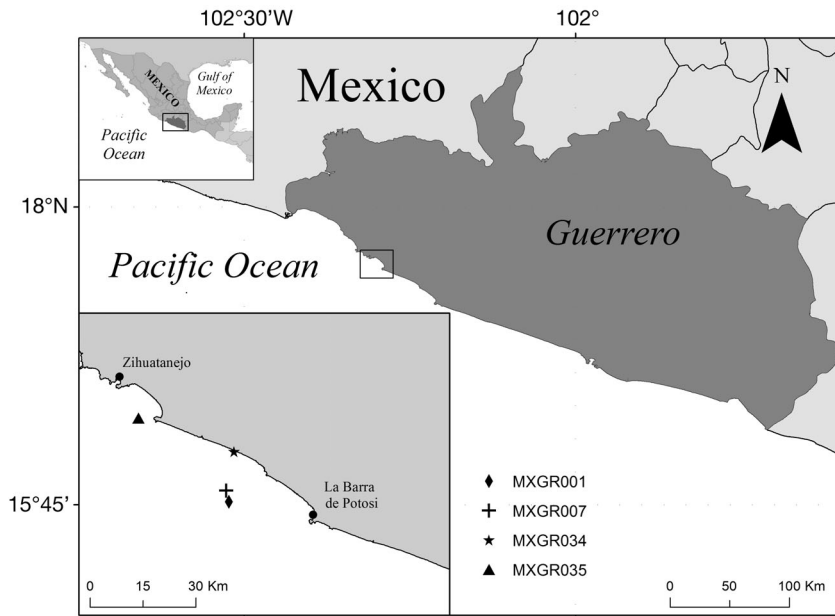 102°30'W
102°
Gulf of
Mexico
MEXICO
Pacific
Ocean
Mexico
N
18°N
Guerrero
Pacific Ocean
Zihuatanejo
La Barra
de Potosi
15°45'
MXGR001
MXGR007
MXGR034
MXGR035
0 15 30 Km
0 50 100 Km